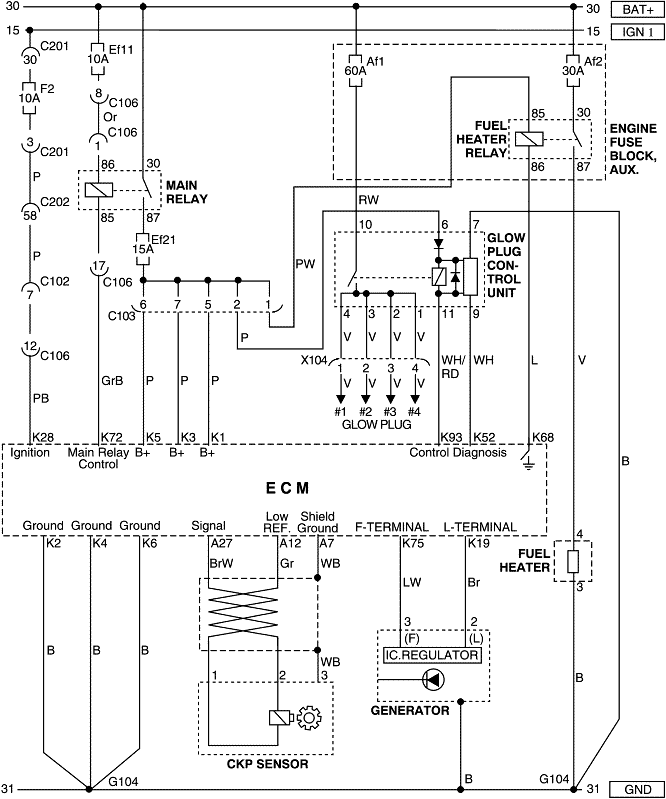 30 30 BAT+
15 15 IGN 1
C201
30
F2
10A
3
C201
P
C202
58
P
C102
7
12
C106
PB
Ef11
10A
8
C106
Or
C106
1
86 30
MAIN
RELAY
85 87
Ef21
15A
17
C106
GrB
C103
6 7 5 2 1
P P P P
PW
Af1
60A
RW
Af2
30A
85 30
FUEL
HEATER
RELAY
86 87
ENGINE
FUSE
BLOCK,
AUX.
10 6 7
GLOW
PLUG
CON-
TROL
UNIT
4 3 2 1 11 9
V V V V
X104
1 2 3 4
V V V V
#1 #2 #3 #4
GLOW PLUG
WH/
RD
WH
L
V
B
K28 K72 K5 K3 K1 K93 K52 K68
Ignition Main Relay
Control B+ B+ B+ Control Diagnosis
ECM
Ground Ground Ground Signal Low
REF. Shield
Ground F-TERMINAL L-TERMINAL
K2 K4 K6 A27 A12 A7 K75 K19
BrW Gr WB LW Br
B B B
WB
1 2 3
CKP SENSOR
3 2
(F) (L)
IC.REGULATOR
GENERATOR
4
FUEL
HEATER
3
B
B
31 G104 G104 31 GND